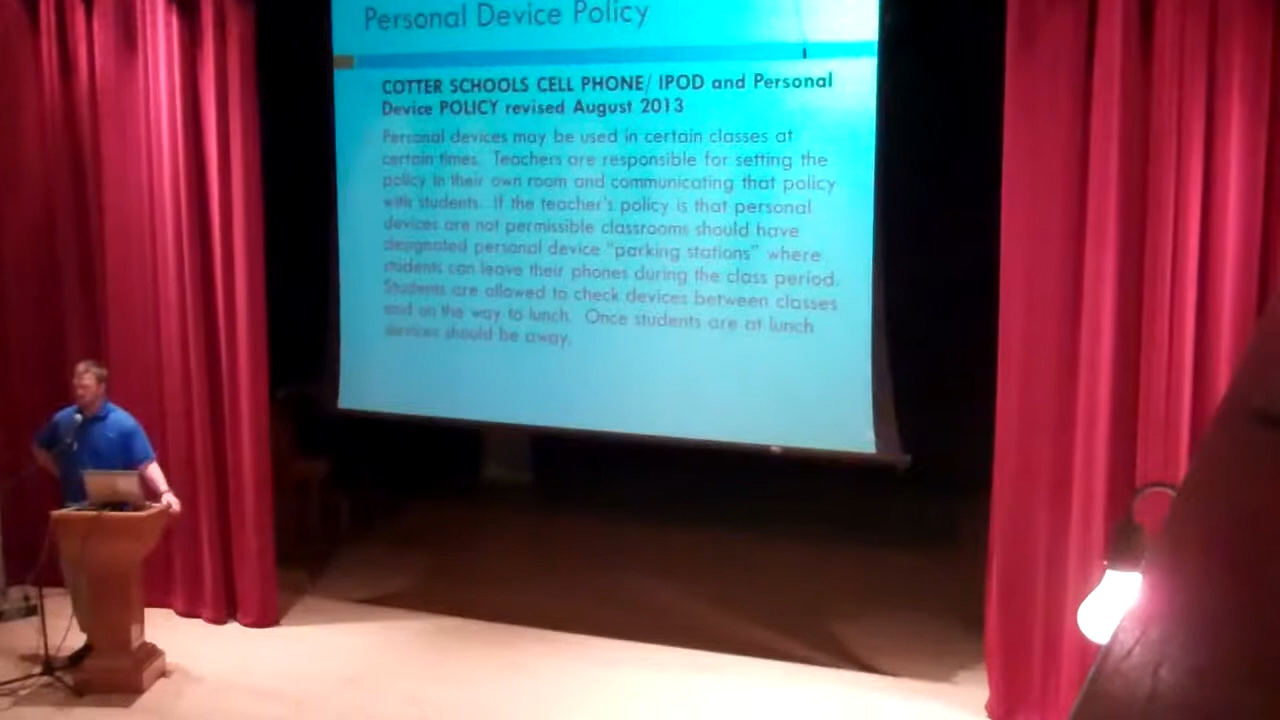 Personal Device Policy
COTTER SCHOOLS CELL PHONE/ IPOD and Personal
Device POLICY revised August 2013
Personal devices may be used in certain classes at
certain times. Teachers are responsible for setting the
policy in their own room and communicating that policy
with students. If the teacher's policy is that personal
devices are not permissible classrooms should have
designated personal device "parking stations" where
students can leave their phones during the class period.
Students are allowed to check devices between classes
and on the way to lunch. Once students are at lunch
devices should be away.